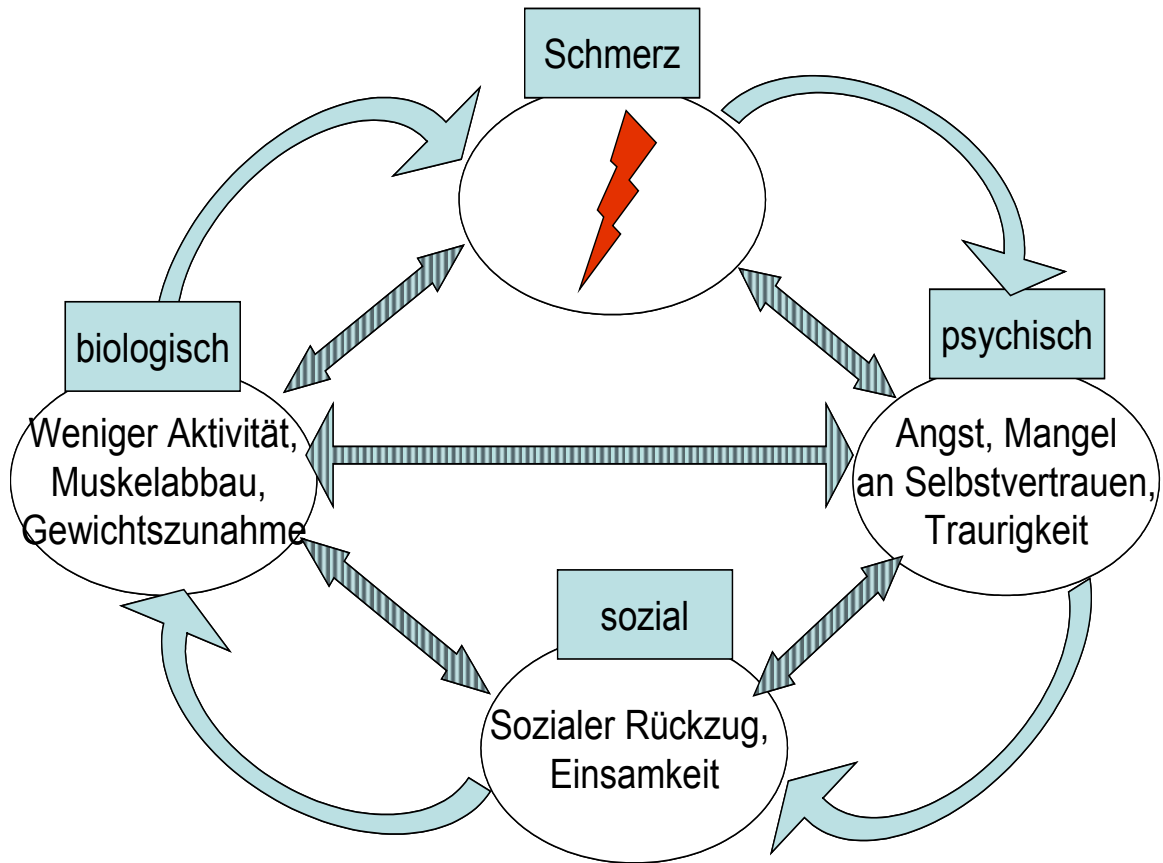 Schmerz
biologisch
psychisch
Weniger Aktivität,
Muskelabbau,
Gewichtszunahme
Angst, Mangel
an Selbstvertrauen,
Traurigkeit
sozial
Sozialer Rückzug,
Einsamkeit